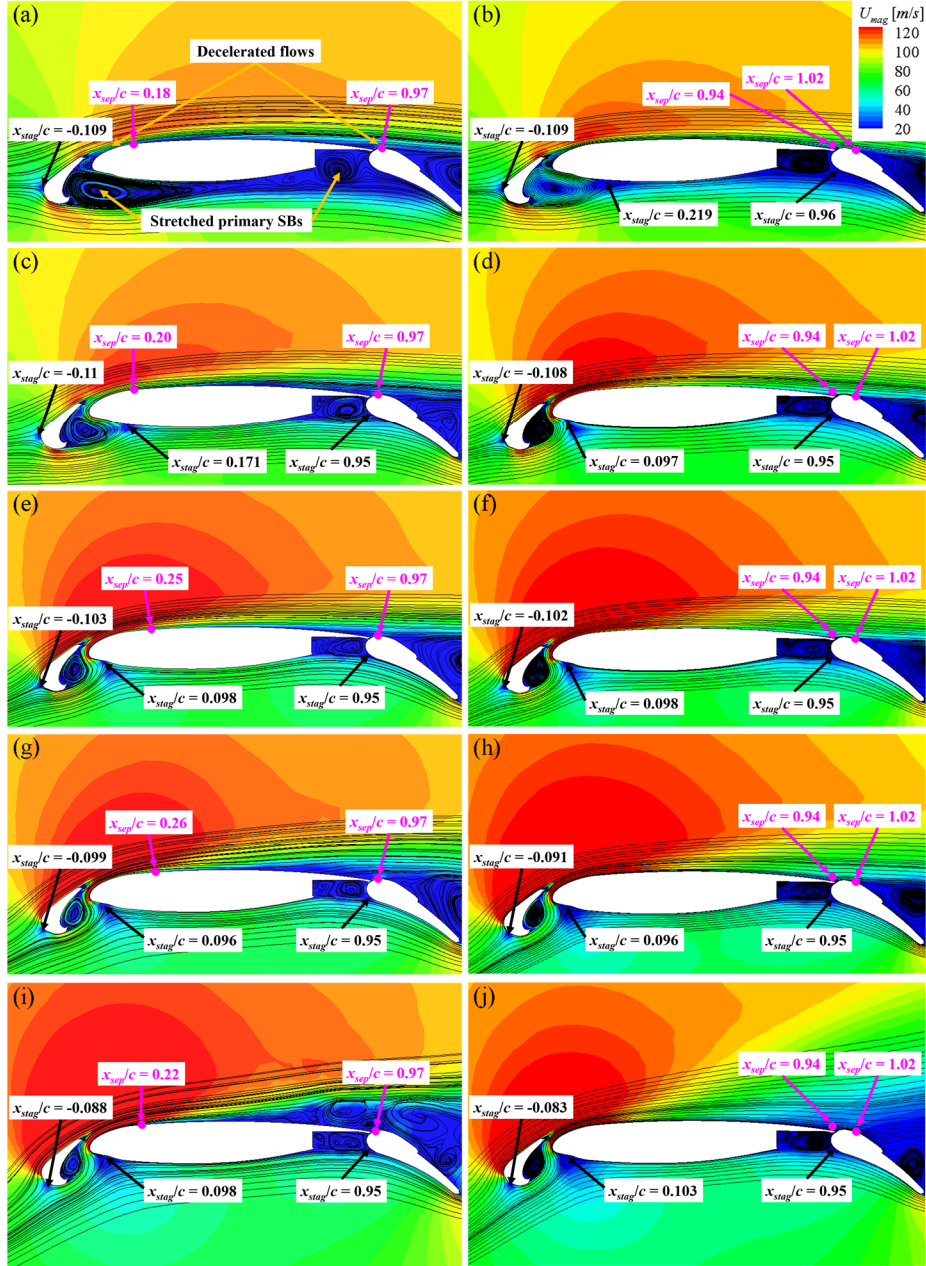 (a)
Decelerated flows
x_sep/c = 0.18
x_sep/c = 0.97
x_stag/c = -0.109
Stretched primary SBs
(b)
U_mag [m/s]
120
100
80
60
40
20
x_sep/c = 1.02
x_sep/c = 0.94
x_stag/c = -0.109
x_stag/c = 0.219
x_stag/c = 0.96
(c)
x_sep/c = 0.20
x_sep/c = 0.97
x_stag/c = -0.11
x_stag/c = 0.171
x_stag/c = 0.95
(d)
x_sep/c = 0.94
x_sep/c = 1.02
x_stag/c = -0.108
x_stag/c = 0.097
x_stag/c = 0.95
(e)
x_sep/c = 0.25
x_sep/c = 0.97
x_stag/c = -0.103
x_stag/c = 0.098
x_stag/c = 0.95
(f)
x_sep/c = 0.94
x_sep/c = 1.02
x_stag/c = -0.102
x_stag/c = 0.098
x_stag/c = 0.95
(g)
x_sep/c = 0.26
x_sep/c = 0.97
x_stag/c = -0.099
x_stag/c = 0.096
x_stag/c = 0.95
(h)
x_sep/c = 0.94
x_sep/c = 1.02
x_stag/c = -0.091
x_stag/c = 0.096
x_stag/c = 0.95
(i)
x_sep/c = 0.22
x_sep/c = 0.97
x_stag/c = -0.088
x_stag/c = 0.098
x_stag/c = 0.95
(j)
x_sep/c = 0.94
x_sep/c = 1.02
x_stag/c = -0.083
x_stag/c = 0.103
x_stag/c = 0.95